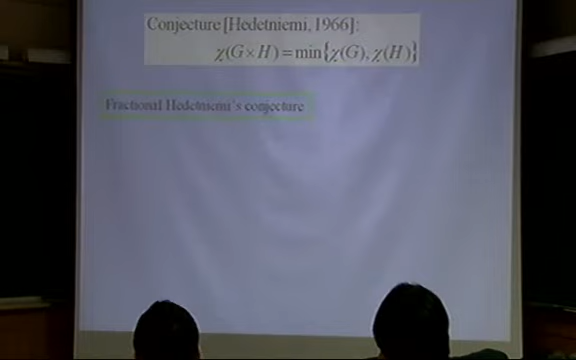 Conjecture [Hedetniemi, 1966]:
χ(G×H) = min{χ(G), χ(H)}
Fractional Hedetniemi's conjecture